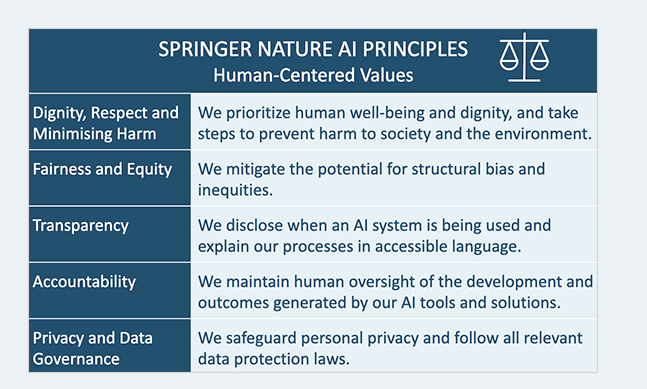 SPRINGER NATURE AI PRINCIPLES
Human-Centered Values
Dignity, Respect and
Minimising Harm
We prioritize human well-being and dignity, and take
steps to prevent harm to society and the environment.
Fairness and Equity
We mitigate the potential for structural bias and
inequities.
Transparency
We disclose when an AI system is being used and
explain our processes in accessible language.
Accountability
We maintain human oversight of the development and
outcomes generated by our AI tools and solutions.
Privacy and Data
Governance
We safeguard personal privacy and follow all relevant
data protection laws.